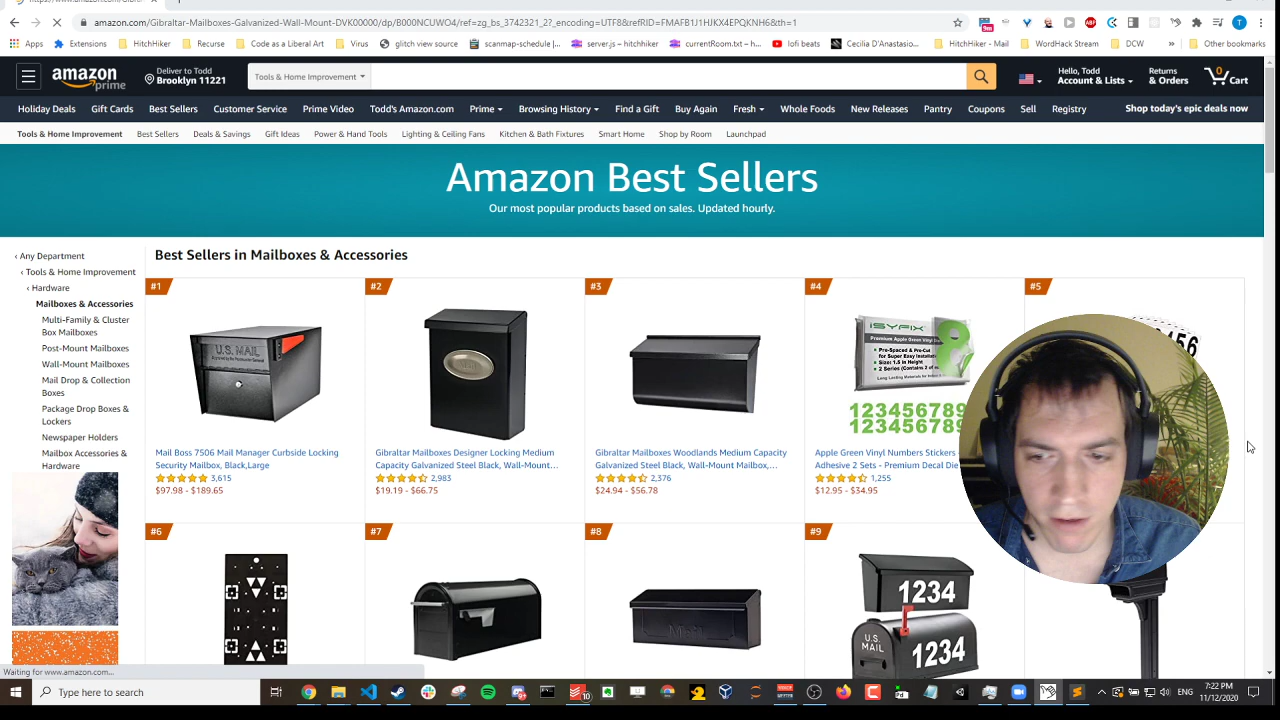 amazon.com/Gibraltar-Mailboxes-Galvanized-Wall-Mount-DVK00000/dp/B000NCUWO4/ref=zg_bs_3742321_2?_encoding=UTF8&refRID=FMAFB1J1HJKX4EPQKNH6&th=1
Apps Extensions HitchHiker Recurse Code as a Liberal Art Virus glitch view source scanmap-schedule |... server.js – hitchhiker currentRoom.txt – h... lofi beats Cecilia D'Anastasio... HitchHiker - Mail WordHack Stream DCW » Other bookmarks
amazon prime
Deliver to Todd
Brooklyn 11221
Tools & Home Improvement
Hello, Todd
Account & Lists
Returns
& Orders
0
Cart
Holiday Deals Gift Cards Best Sellers Customer Service Prime Video Todd's Amazon.com Prime Browsing History Find a Gift Buy Again Fresh Whole Foods New Releases Pantry Coupons Sell Registry Shop today's epic deals now
Tools & Home Improvement Best Sellers Deals & Savings Gift Ideas Power & Hand Tools Lighting & Ceiling Fans Kitchen & Bath Fixtures Smart Home Shop by Room Launchpad
Amazon Best Sellers
Our most popular products based on sales. Updated hourly.
‹ Any Department
‹ Tools & Home Improvement
‹ Hardware
Mailboxes & Accessories
Multi-Family & Cluster
Box Mailboxes
Post-Mount Mailboxes
Wall-Mount Mailboxes
Mail Drop & Collection
Boxes
Package Drop Boxes &
Lockers
Newspaper Holders
Mailbox Accessories &
Hardware
Best Sellers in Mailboxes & Accessories
#1
U.S. MAIL
Mail Boss 7506 Mail Manager Curbside Locking
Security Mailbox, Black,Large
3,615
$97.98 - $189.65
#2
Gibraltar Mailboxes Designer Locking Medium
Capacity Galvanized Steel Black, Wall-Mount...
2,983
$19.19 - $66.75
#3
Gibraltar Mailboxes Woodlands Medium Capacity
Galvanized Steel Black, Wall-Mount Mailbox,...
2,376
$24.94 - $56.78
#4
iSYFIX
Premium Apple Green Vinyl
• Pre-Spaced & Pre-Cut
for Super Easy Installa
• Size: 1.5 in Height
• 2 Series
123456789
123456789
Apple Green Vinyl Numbers Stickers
Adhesive 2 Sets - Premium Decal Die
1,255
$12.95 - $34.95
#5
#6
#7
#8
Mail
#9
1234
U.S.
MAIL
1234
Waiting for www.amazon.com...
Type here to search
ENG
7:22 PM
11/12/2020